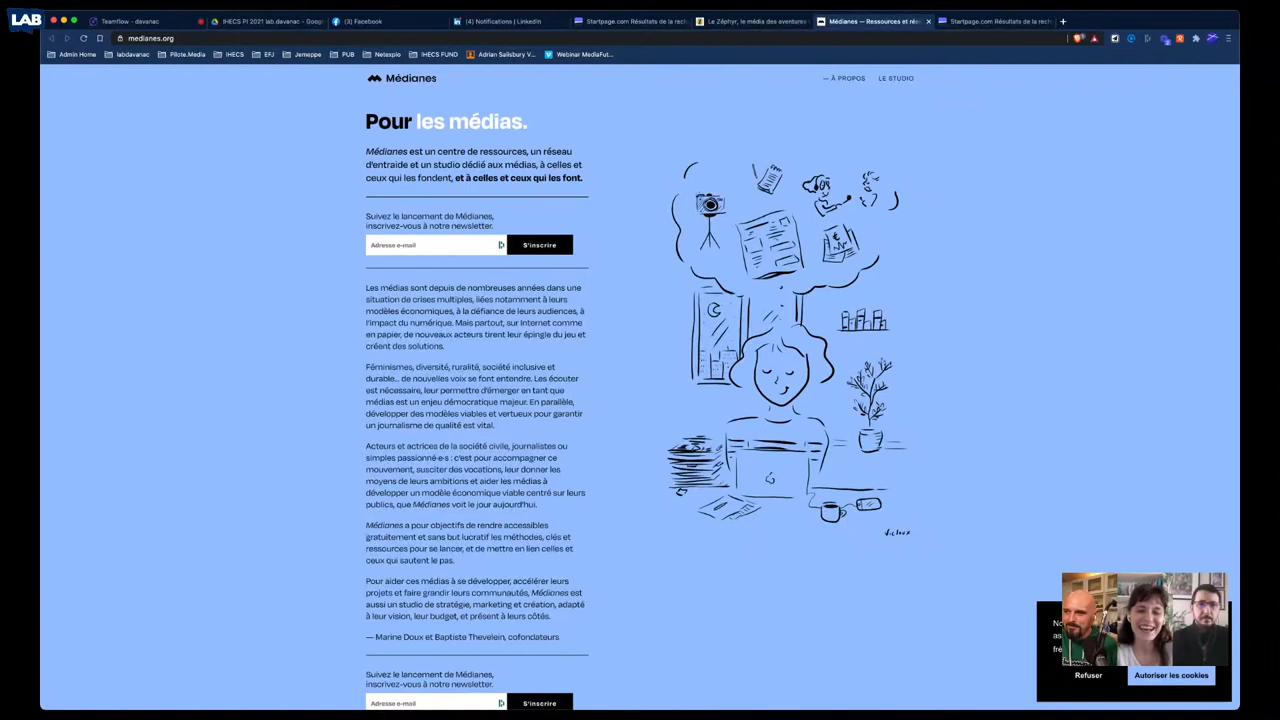 LAB
Teamflow - davanac
IHECS PI 2021 lab.davanac - Goog
(3) Facebook
(4) Notifications | LinkedIn
Startpage.com Résultats de la rech
Le Zéphyr, le média des aventures
Médianes — Ressources et rés
Startpage.com Résultats de la rech
medianes.org
Admin Home
labdavanac
Pilote.Media
IHECS
EFJ
Jemeppe
PUB
Netexplo
IHECS FUND
Adrian Salisbury V...
Webinar MediaFut...
Médianes
— À PROPOS
LE STUDIO
Pour les médias.
Médianes est un centre de ressources, un réseau
d'entraide et un studio dédié aux médias, à celles et
ceux qui les fondent, et à celles et ceux qui les font.
Suivez le lancement de Médianes,
inscrivez-vous à notre newsletter.
Adresse e-mail
S'inscrire
Les médias sont depuis de nombreuses années dans une
situation de crises multiples, liées notamment à leurs
modèles économiques, à la défiance de leurs audiences, à
l'impact du numérique. Mais partout, sur Internet comme
en papier, de nouveaux acteurs tirent leur épingle du jeu et
créent des solutions.
Féminismes, diversité, ruralité, société inclusive et
durable... de nouvelles voix se font entendre. Les écouter
est nécessaire, leur permettre d'émerger en tant que
médias est un enjeu démocratique majeur. En parallèle,
développer des modèles viables et vertueux pour garantir
un journalisme de qualité est vital.
Acteurs et actrices de la société civile, journalistes ou
simples passionné·e·s : c'est pour accompagner ce
mouvement, susciter des vocations, leur donner les
moyens de leurs ambitions et aider les médias à
développer un modèle économique viable centré sur leurs
publics, que Médianes voit le jour aujourd'hui.
Médianes a pour objectifs de rendre accessibles
gratuitement et sans but lucratif les méthodes, clés et
ressources pour se lancer, et de mettre en lien celles et
ceux qui sautent le pas.
Pour aider ces médias à se développer, accélérer leurs
projets et faire grandir leurs communautés, Médianes est
aussi un studio de stratégie, marketing et création, adapté
à leur vision, leur budget, et présent à leurs côtés.
— Marine Doux et Baptiste Thevelein, cofondateurs
Suivez le lancement de Médianes,
inscrivez-vous à notre newsletter.
Adresse e-mail
S'inscrire
Refuser
Autoriser les cookies